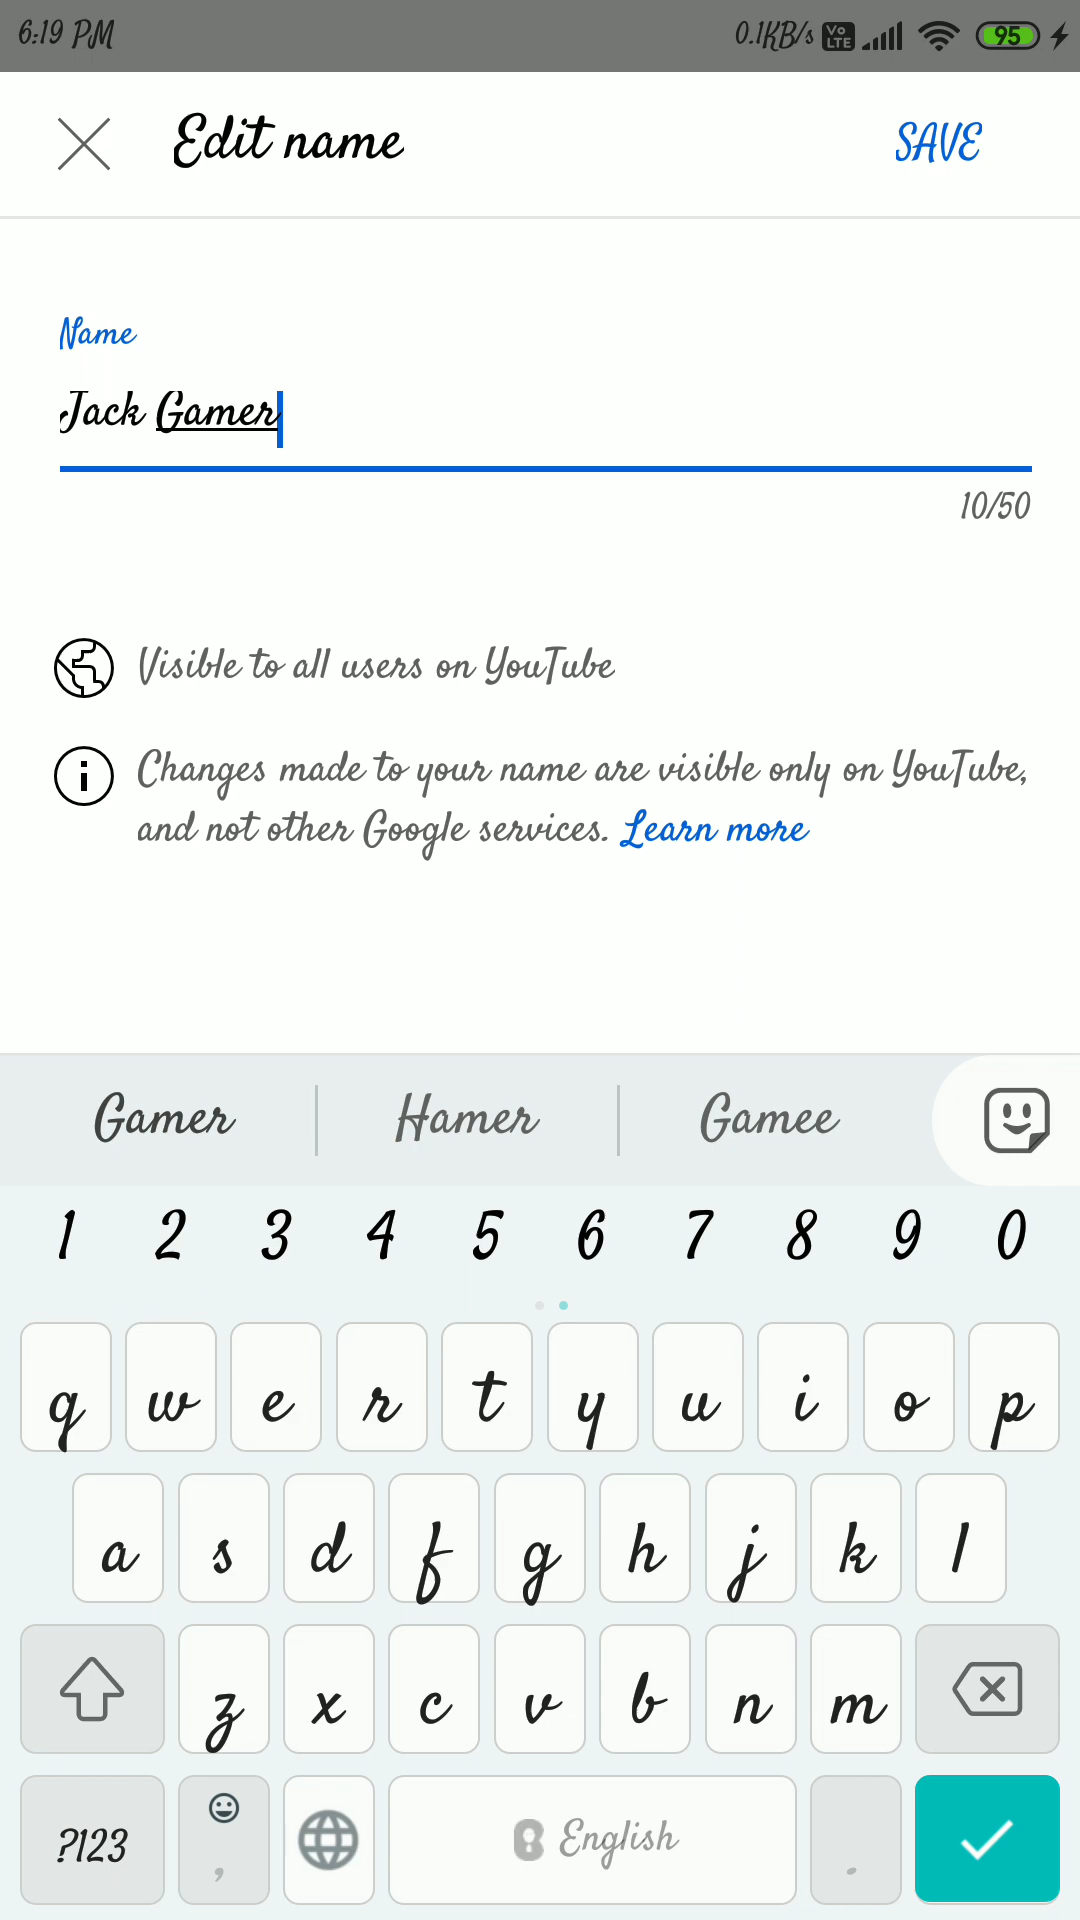 6:19 PM 0.1KB/s Vo LTE 95
Edit name SAVE
Name
Jack Gamer
10/50
Visible to all users on YouTube
Changes made to your name are visible only on YouTube,
and not other Google services. Learn more
Gamer Hamer Gamee
1 2 3 4 5 6 7 8 9 0
q w e r t y u i o p
a s d f g h j k l
z x c v b n m
?123 , English .